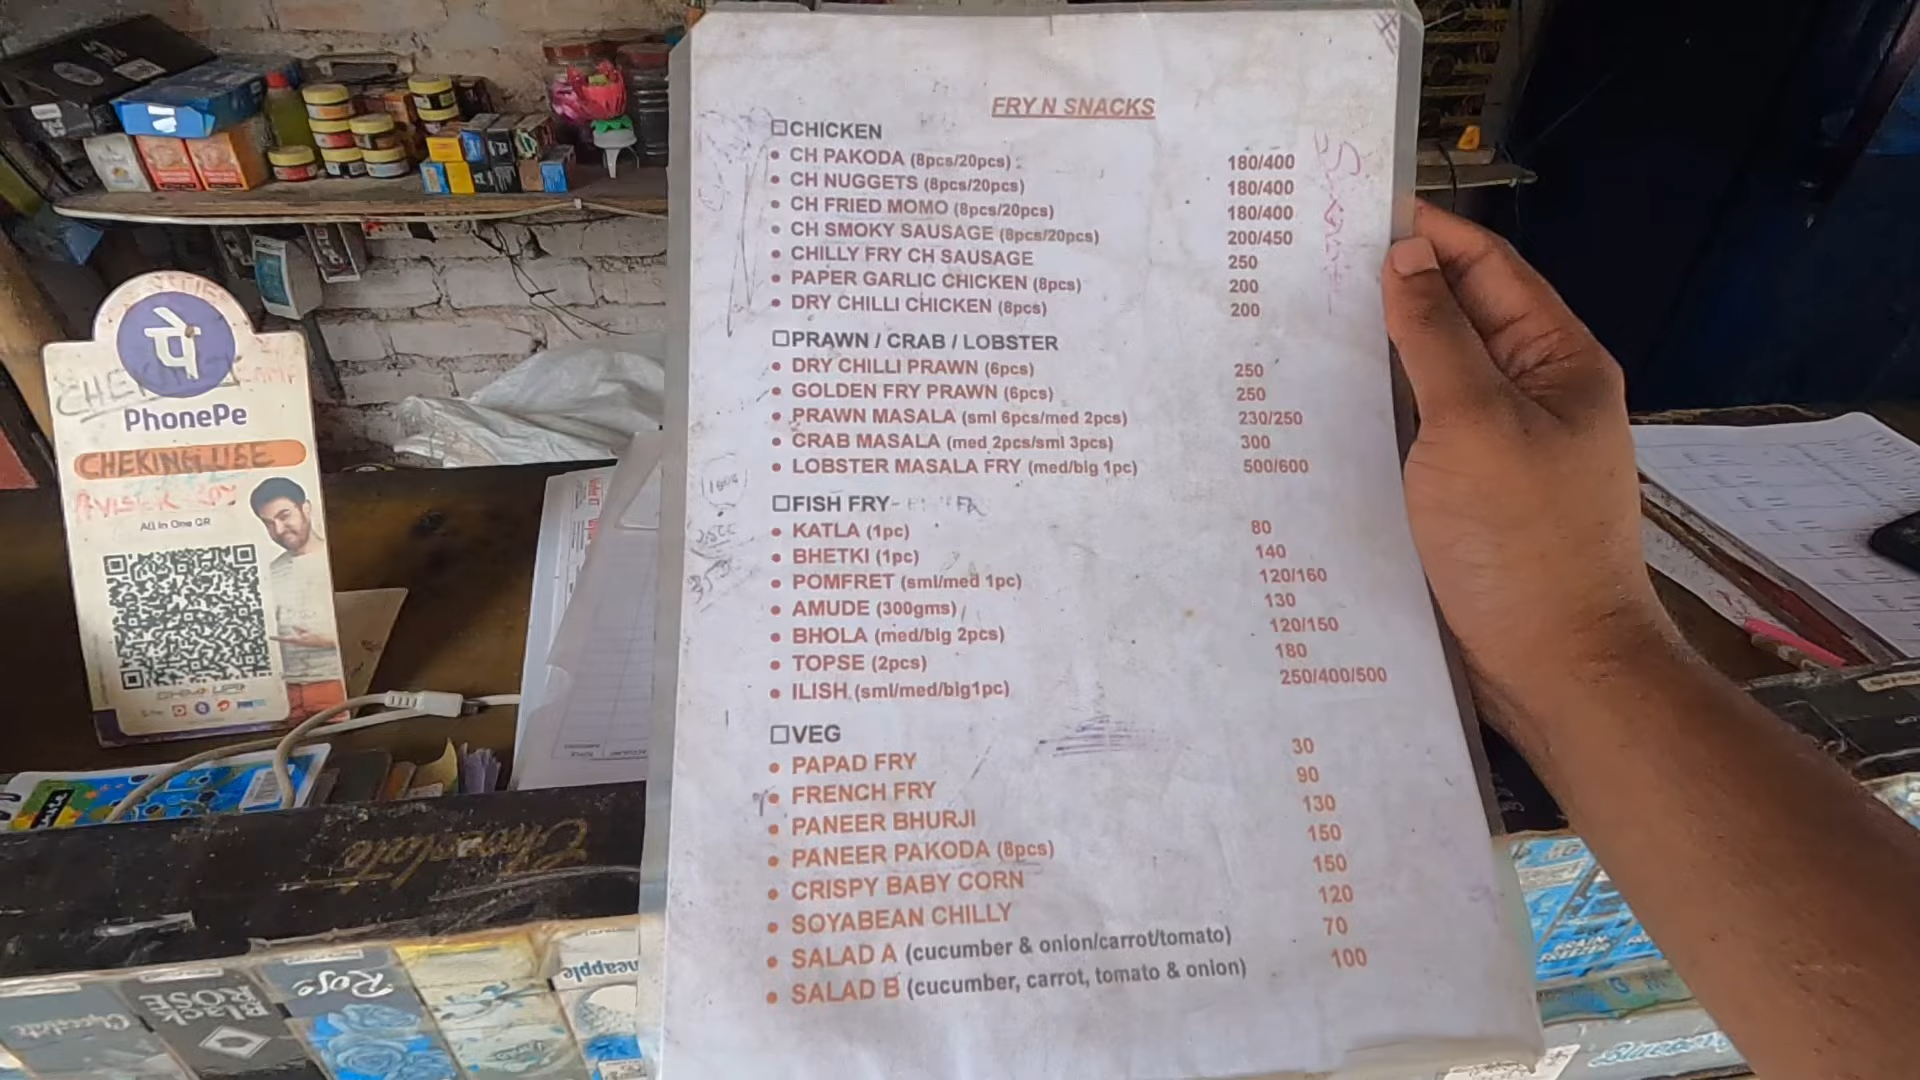 FRY N SNACKS
CHICKEN
CH PAKODA (8pcs/20pcs) 180/400
CH NUGGETS (8pcs/20pcs) 180/400
CH FRIED MOMO (8pcs/20pcs) 180/400
CH SMOKY SAUSAGE (8pcs/20pcs) 200/450
CHILLY FRY CH SAUSAGE 250
PAPER GARLIC CHICKEN (8pcs) 200
DRY CHILLI CHICKEN (8pcs) 200
PRAWN / CRAB / LOBSTER
DRY CHILLI PRAWN (6pcs) 250
GOLDEN FRY PRAWN (6pcs) 250
PRAWN MASALA (sml 6pcs/med 2pcs) 230/250
CRAB MASALA (med 2pcs/sml 3pcs) 300
LOBSTER MASALA FRY (med/big 1pc) 500/600
FISH FRY-
KATLA (1pc) 80
BHETKI (1pc) 140
POMFRET (sml/med 1pc) 120/160
AMUDE (300gms) 130
BHOLA (med/big 2pcs) 120/150
TOPSE (2pcs) 180
ILISH (sml/med/big1pc) 250/400/500
VEG
PAPAD FRY 30
FRENCH FRY 90
PANEER BHURJI 130
PANEER PAKODA (8pcs) 150
CRISPY BABY CORN 150
SOYABEAN CHILLY 120
SALAD A (cucumber & onion/carrot/tomato) 70
SALAD B (cucumber, carrot, tomato & onion) 100
पे
PhonePe
CHEKING USE
All in One QR
Chocolate
Chocolate
Black ROSE
Rose